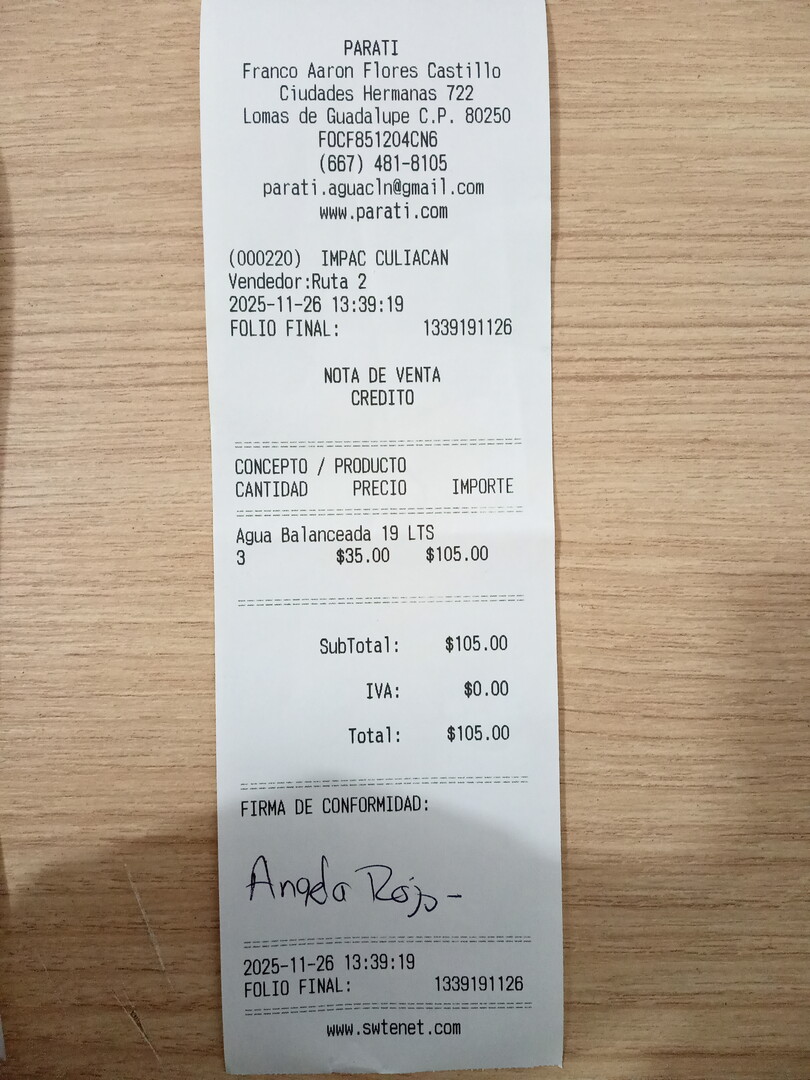 PARATI
Franco Aaron Flores Castillo
Ciudades Hermanas 722
Lomas de Guadalupe C.P. 80250
FOCF851204CN6
(667) 481-8105
parati.aguacln@gmail.com
www.parati.com
(000220) IMPAC CULIACAN
Vendedor:Ruta 2
2025-11-26 13:39:19
FOLIO FINAL: 1339191126
NOTA DE VENTA
CREDITO
CONCEPTO / PRODUCTO
CANTIDAD PRECIO IMPORTE
Agua Balanceada 19 LTS
3 $35.00 $105.00
SubTotal: $105.00
IVA: $0.00
Total: $105.00
FIRMA DE CONFORMIDAD:
Angela
2025-11-26 13:39:19
FOLIO FINAL: 1339191126
www.swtenet.com